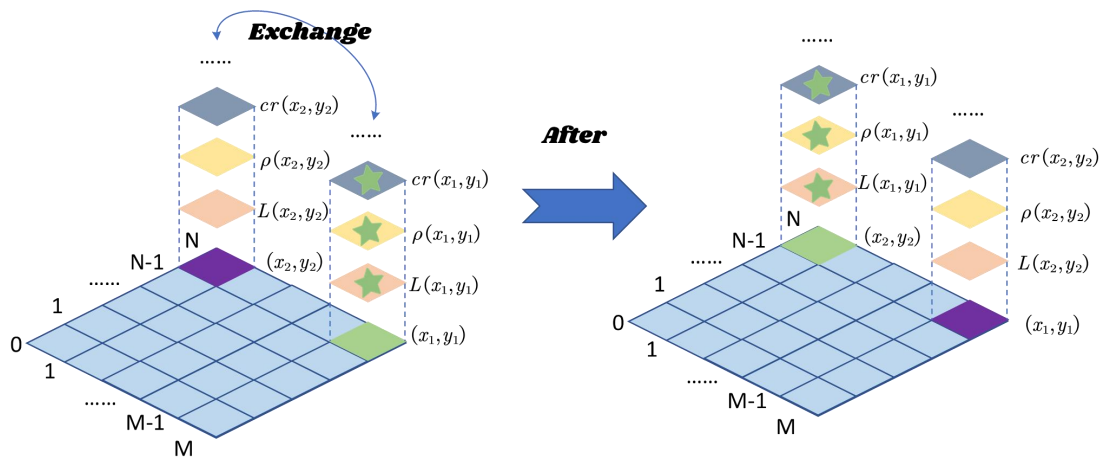 Exchange
......
cr(x₂,y₂)
......
ρ(x₂,y₂)
cr(x₁,y₁)
L(x₂,y₂)
ρ(x₁,y₁)
N
N-1
(x₂,y₂)
L(x₁,y₁)
......
1
(x₁,y₁)
0
1
......
M-1
M
After
......
cr(x₁,y₁)
......
ρ(x₁,y₁)
cr(x₂,y₂)
L(x₁,y₁)
ρ(x₂,y₂)
N
N-1
(x₂,y₂)
L(x₂,y₂)
......
1
(x₁,y₁)
0
1
......
M-1
M